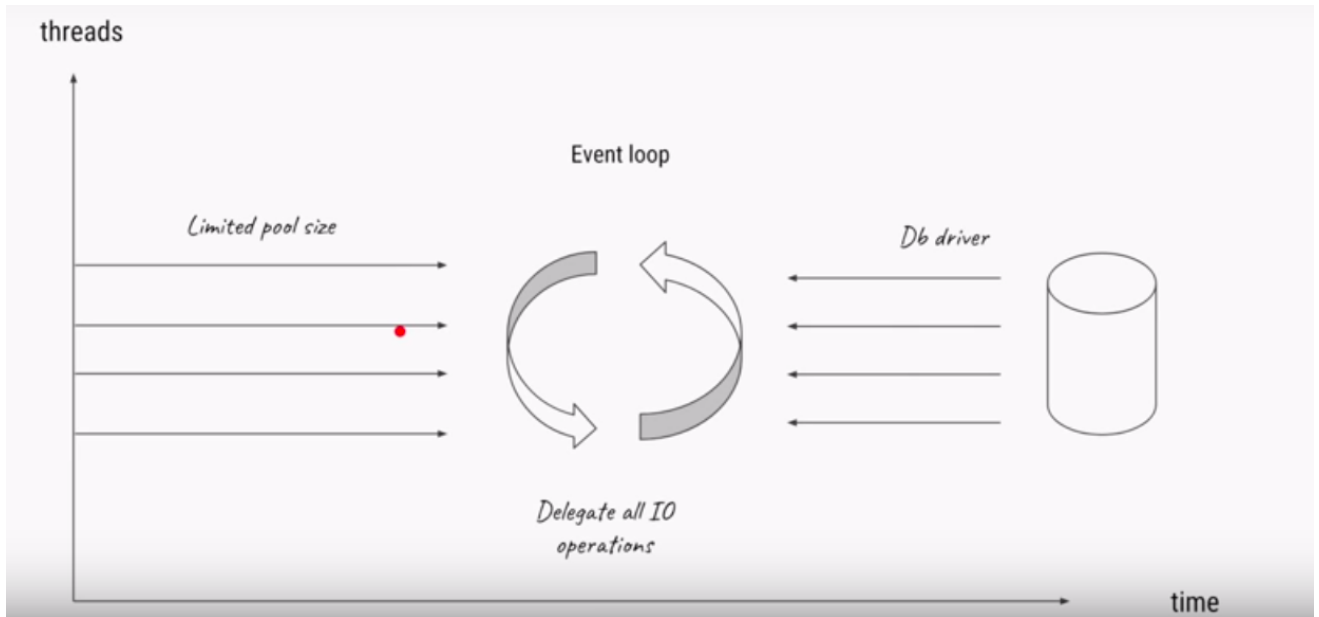 threads
Event loop
Limited pool size
Db driver
Delegate all IO
operations
time